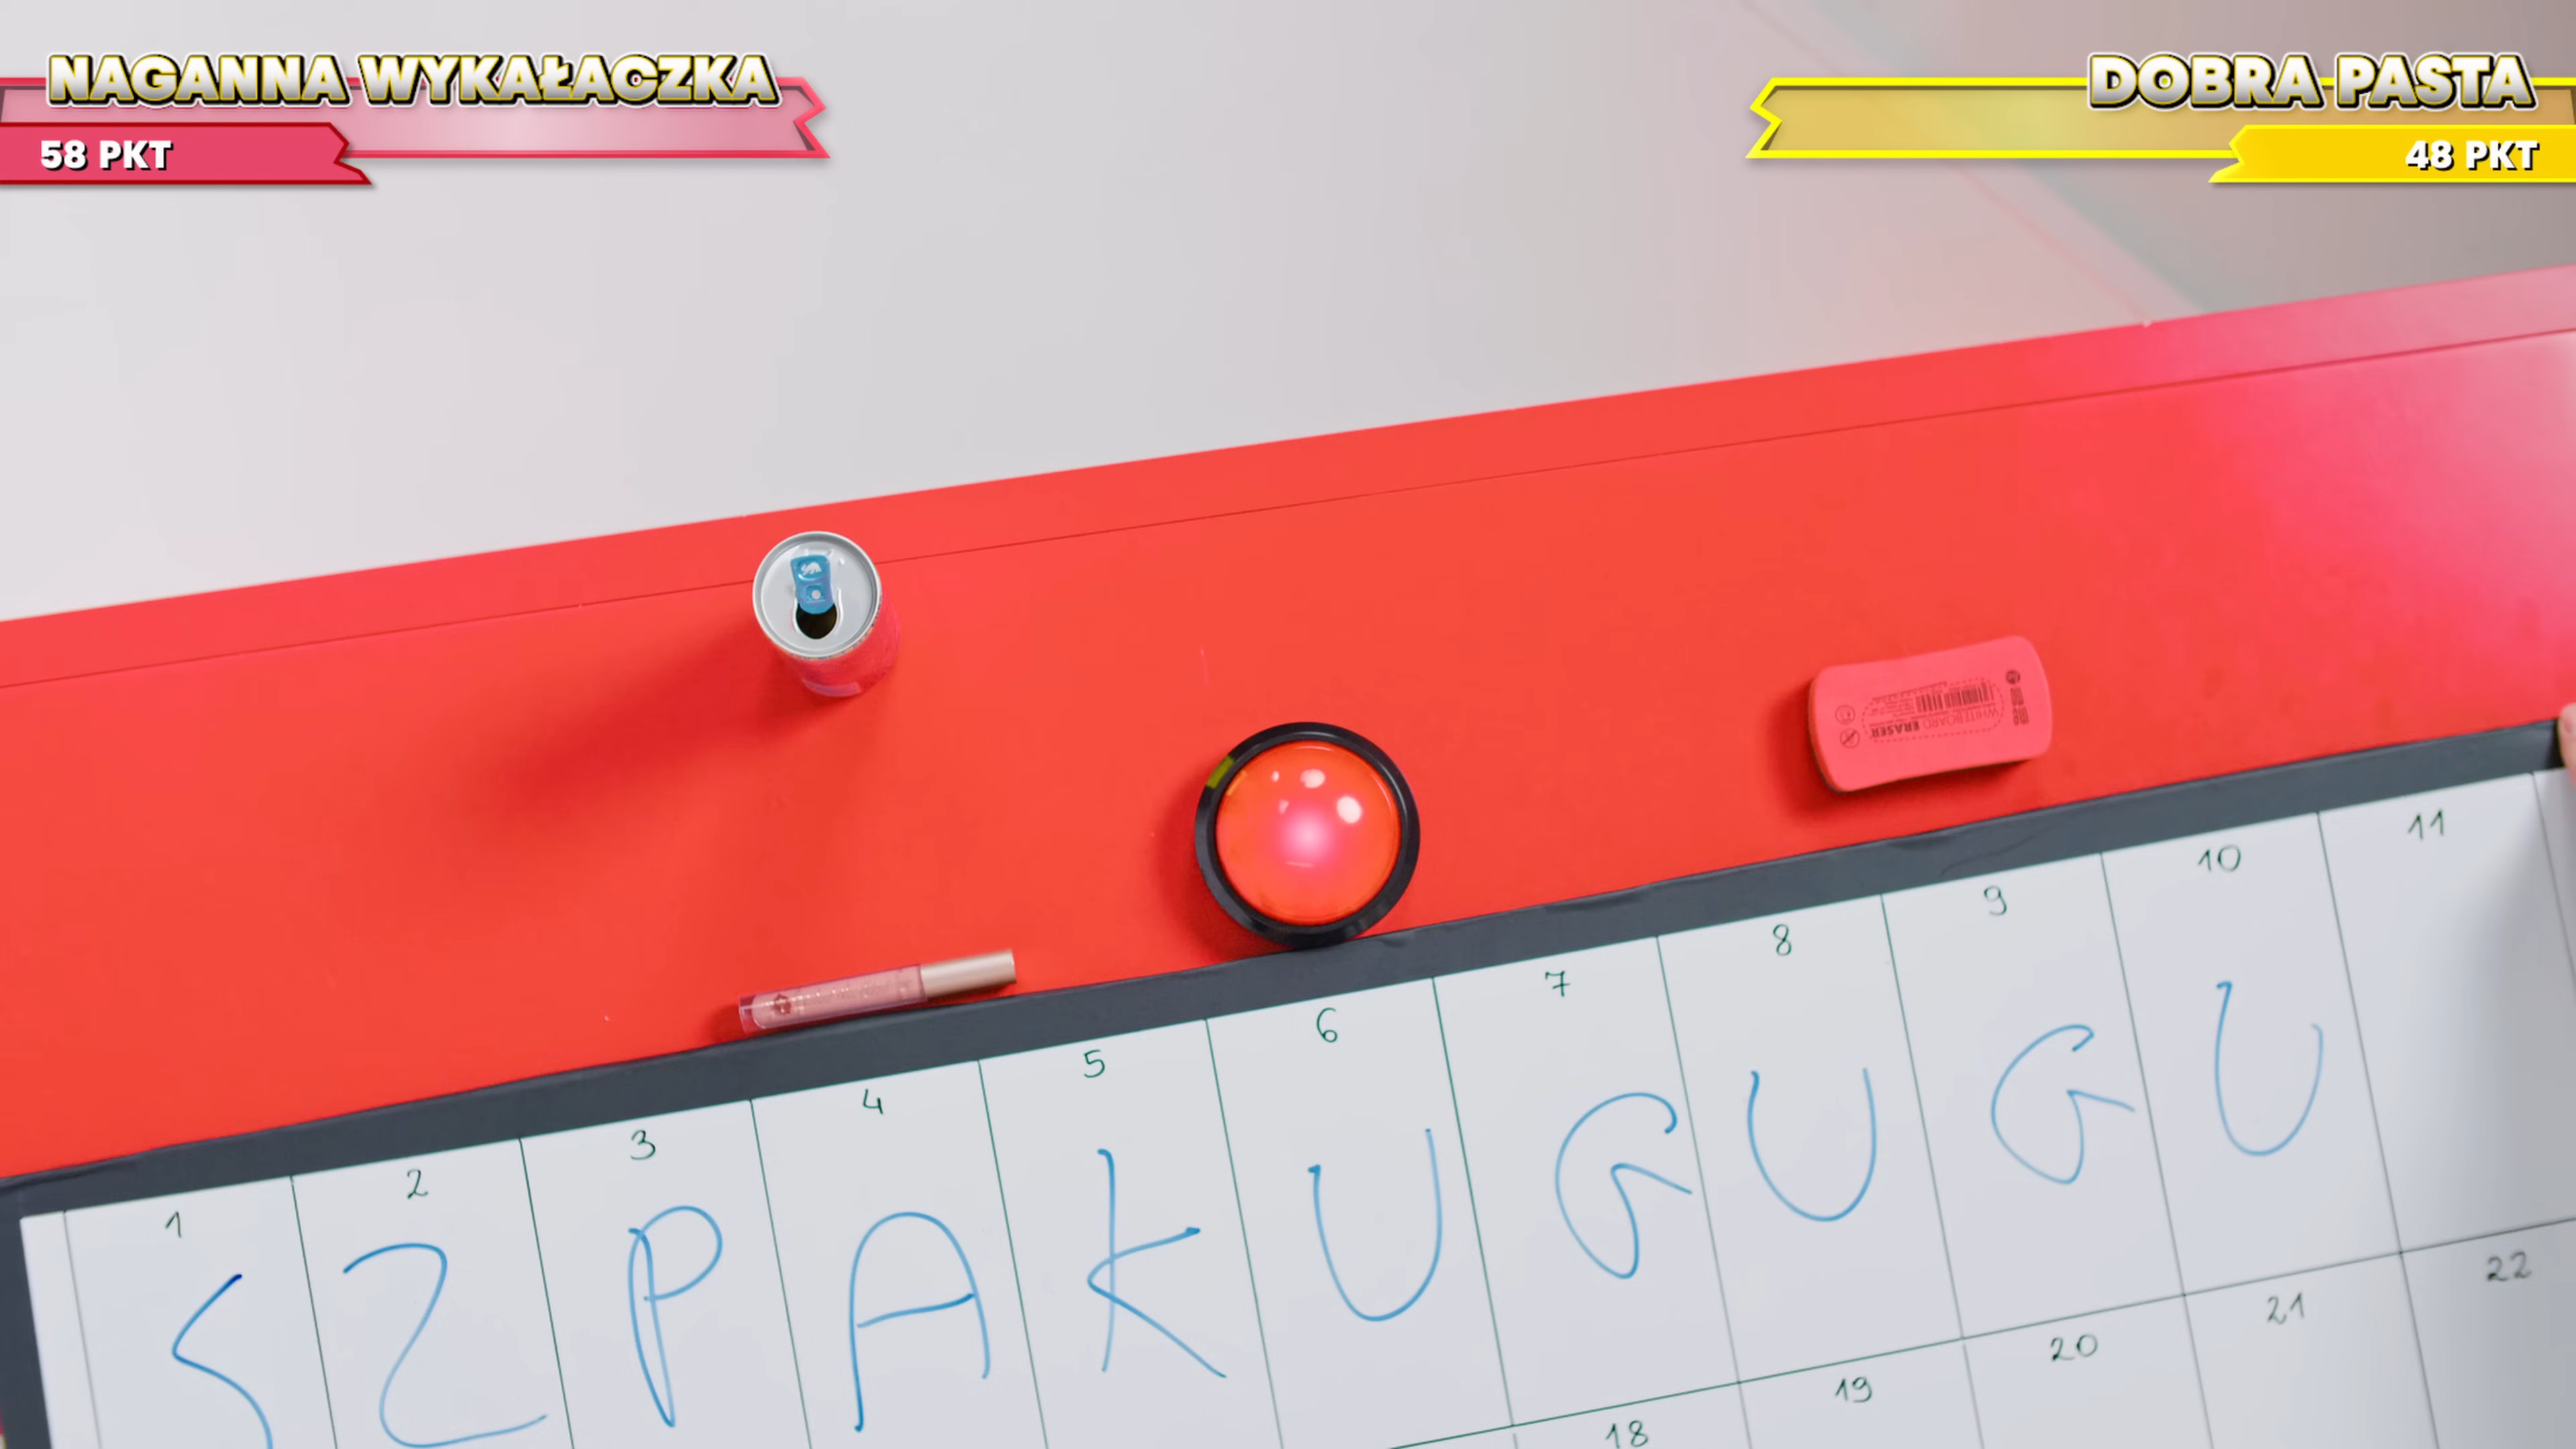 NAGANNA WYKAŁACZKA
58 PKT
DOBRA PASTA
48 PKT
WHITEBOARD ERASER
1 2 3 4 5 6 7 8 9 10 11
S Z P A K U G U G U
18 19 20 21 22